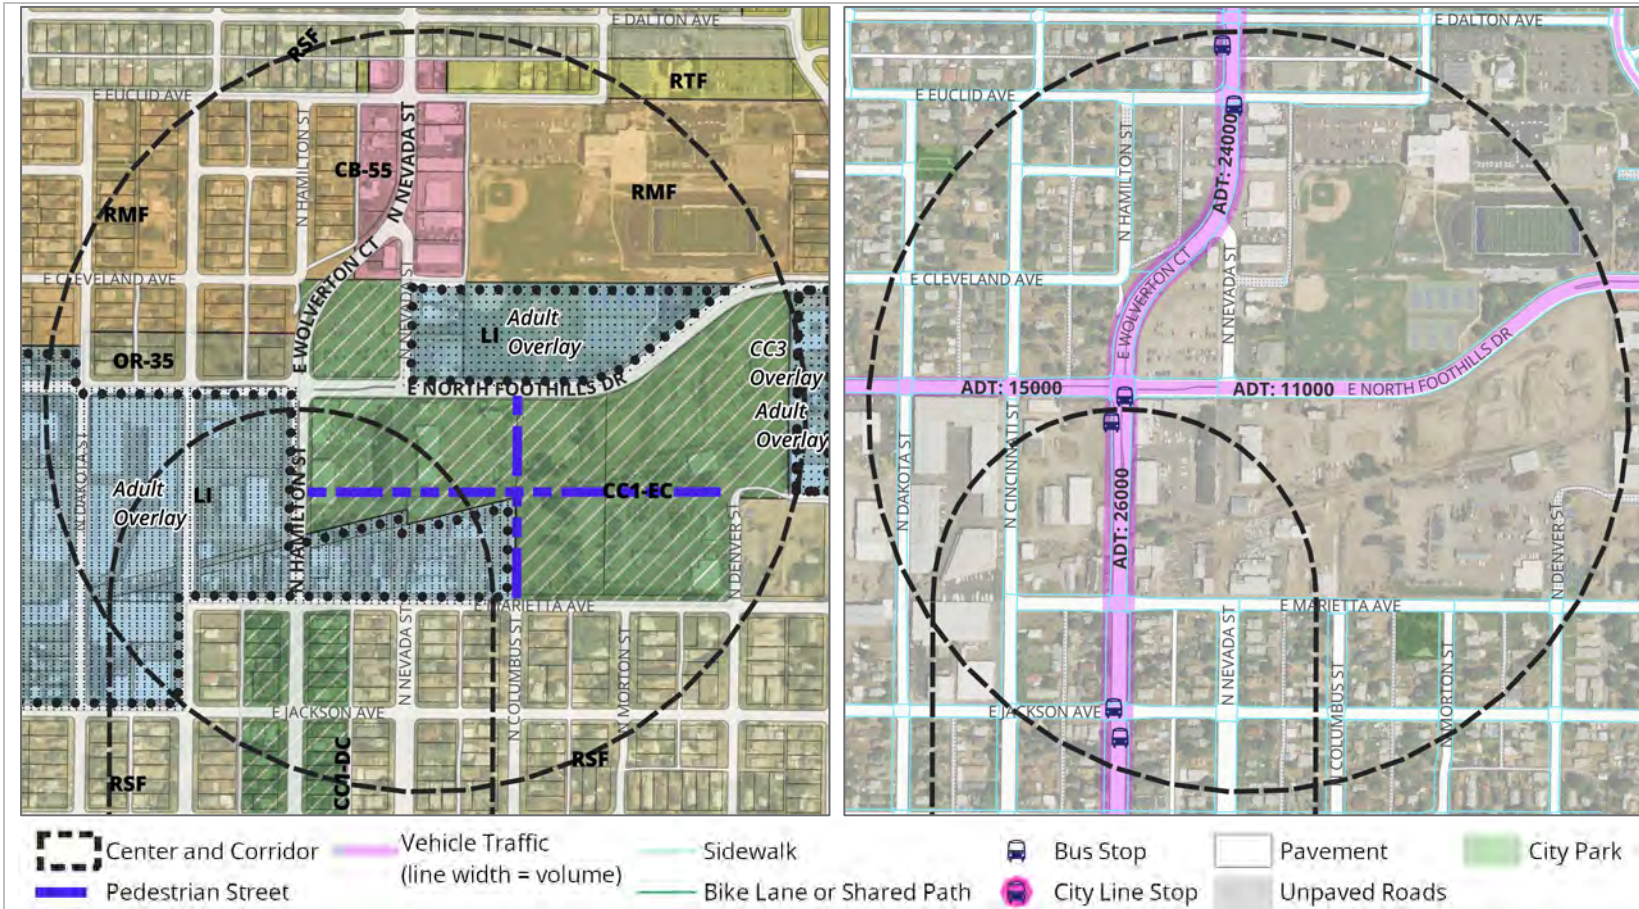 E DALTON AVE
RSF
RTF
E EUCLID AVE
N HAMILTON ST
N NEVADA ST
CB-55
RMF
RMF
E CLEVELAND AVE
E WOLVERTON CT
N NEVADA ST
LI
Adult
Overlay
OR-35
CC3
Overlay
E NORTH FOOTHILLS DR
Adult
Overlay
N DAKOTA ST
Adult
Overlay
LI
N HAMILTON ST
CC1-EC
N DENVER ST
E MARIETTA AVE
N NEVADA ST
N COLUMBUS ST
N MORTON ST
E JACKSON AVE
CC1-DC
RSF
RSF
E DALTON AVE
E EUCLID AVE
ADT: 24000
N HAMILTON ST
E CLEVELAND AVE
E WOLVERTON CT
N NEVADA ST
ADT: 15000
ADT: 11000
E NORTH FOOTHILLS DR
N DAKOTA ST
N CINCINNATI ST
ADT: 26000
N DENVER ST
E MARIETTA AVE
N NEVADA ST
N COLUMBUS ST
N MORTON ST
E JACKSON AVE
Center and Corridor
Pedestrian Street
Vehicle Traffic
(line width = volume)
Sidewalk
Bike Lane or Shared Path
Bus Stop
City Line Stop
Pavement
Unpaved Roads
City Park